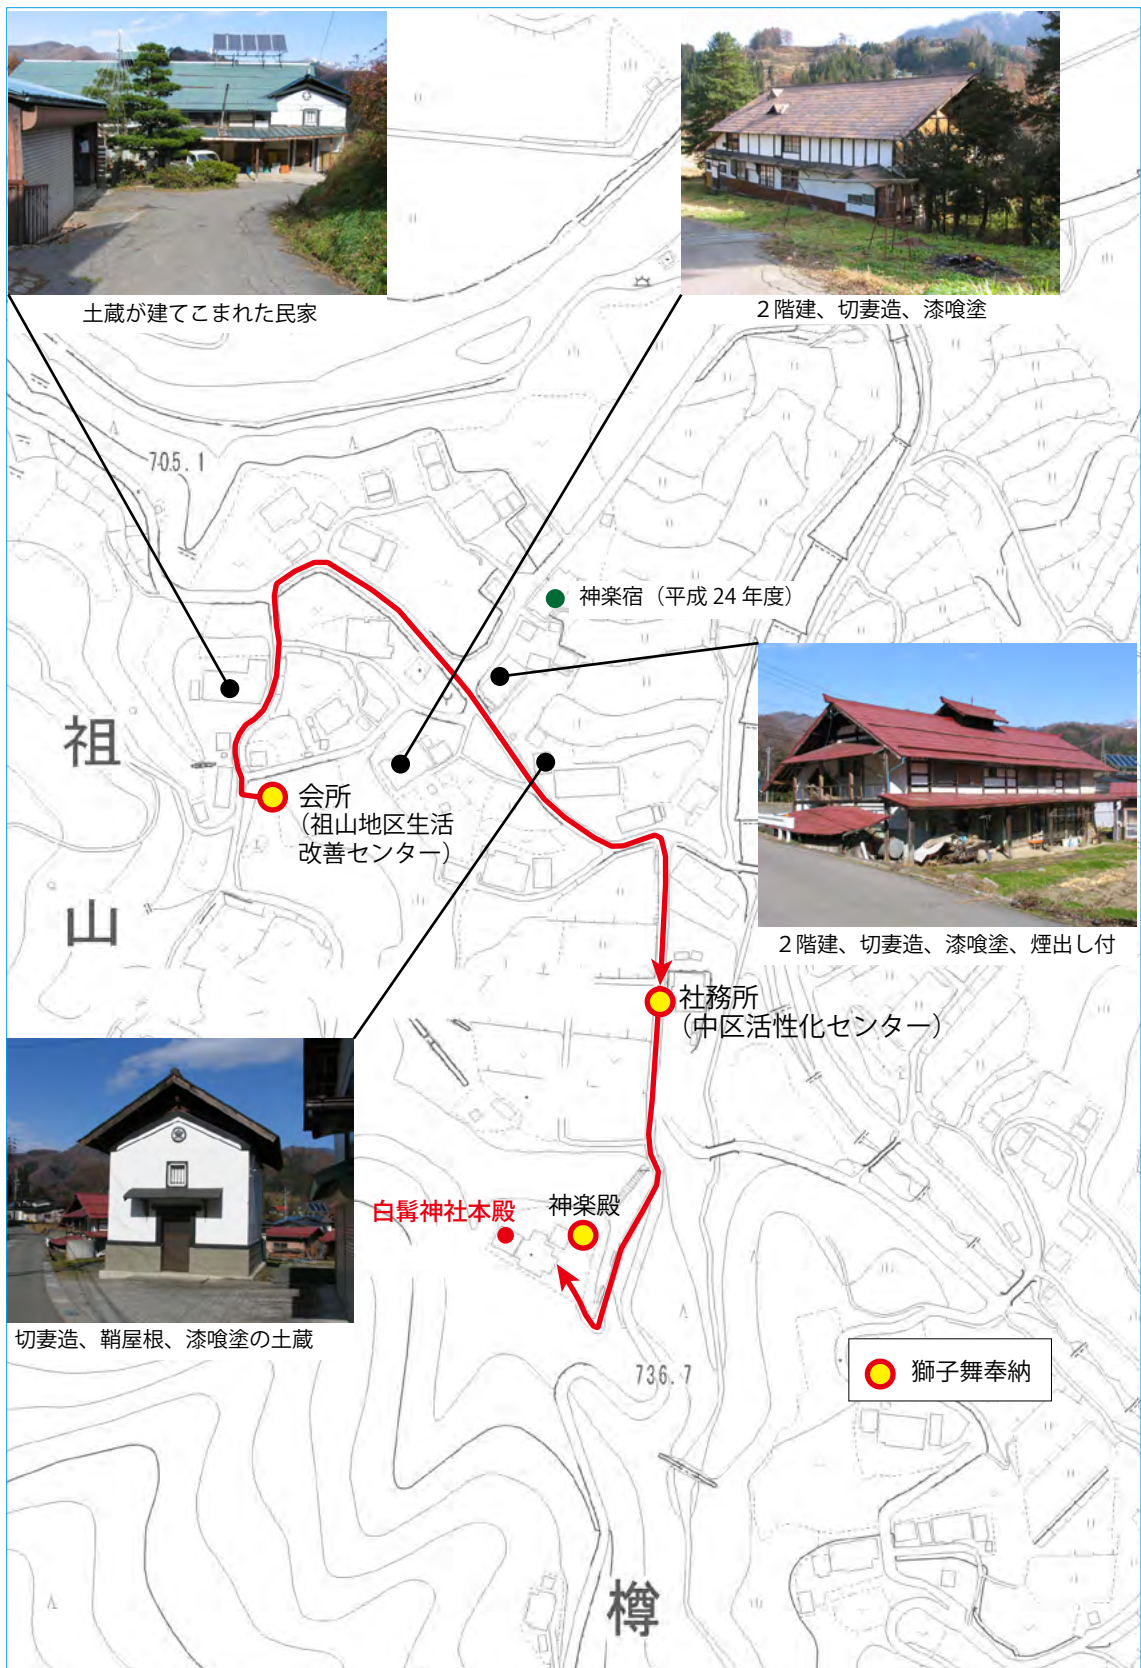 土蔵が建てこまれた民家
２階建、切妻造、漆喰塗
705.1
神楽宿（平成 24 年度）
祖
山
会所
（祖山地区生活
改善センター）
２階建、切妻造、漆喰塗、煙出し付
社務所
（中区活性化センター）
白髯神社本殿
神楽殿
切妻造、鞘屋根、漆喰塗の土蔵
736.7
獅子舞奉納
樽